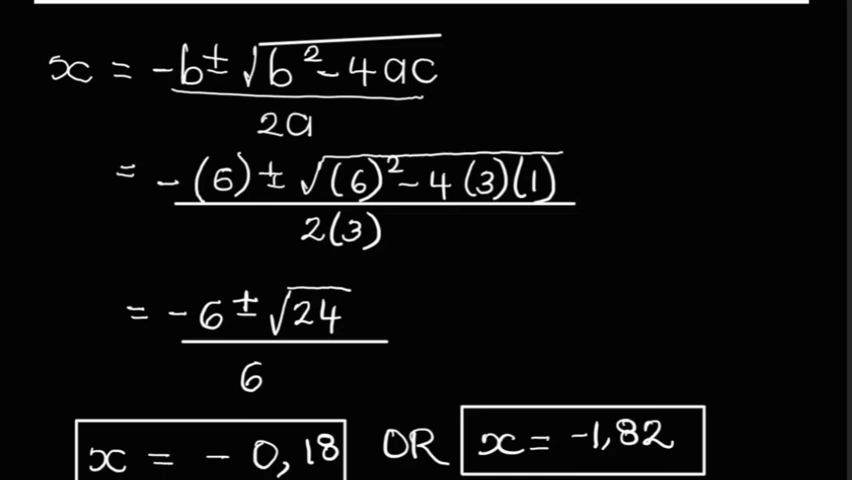 x = -b ± √b² - 4ac
2a
= -(6) ± √(6)² - 4(3)(1)
2(3)
= -6 ± √24
6
x = - 0,18 OR x = -1,82